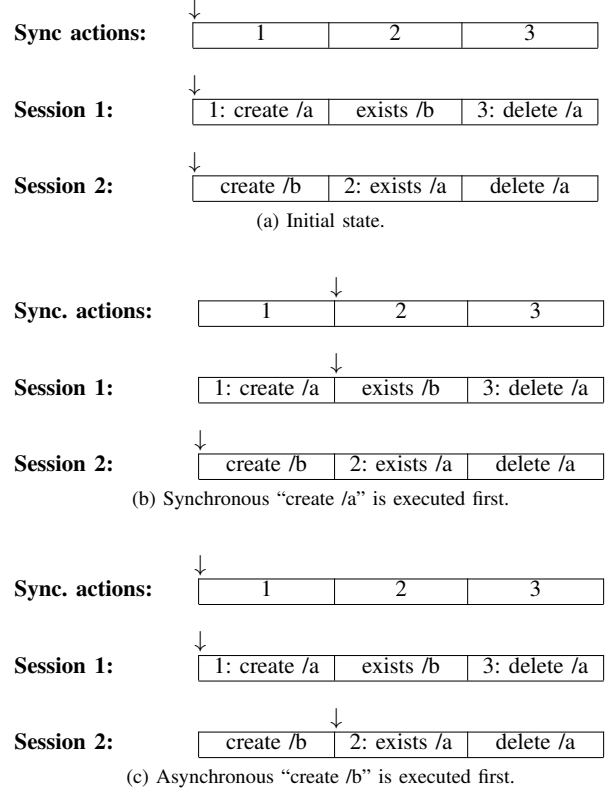 ↓
Sync actions: 1 2 3
↓
Session 1: 1: create /a exists /b 3: delete /a
↓
Session 2: create /b 2: exists /a delete /a
(a) Initial state.
↓
Sync. actions: 1 2 3
↓
Session 1: 1: create /a exists /b 3: delete /a
↓
Session 2: create /b 2: exists /a delete /a
(b) Synchronous “create /a” is executed first.
↓
Sync. actions: 1 2 3
↓
Session 1: 1: create /a exists /b 3: delete /a
↓
Session 2: create /b 2: exists /a delete /a
(c) Asynchronous “create /b” is executed first.